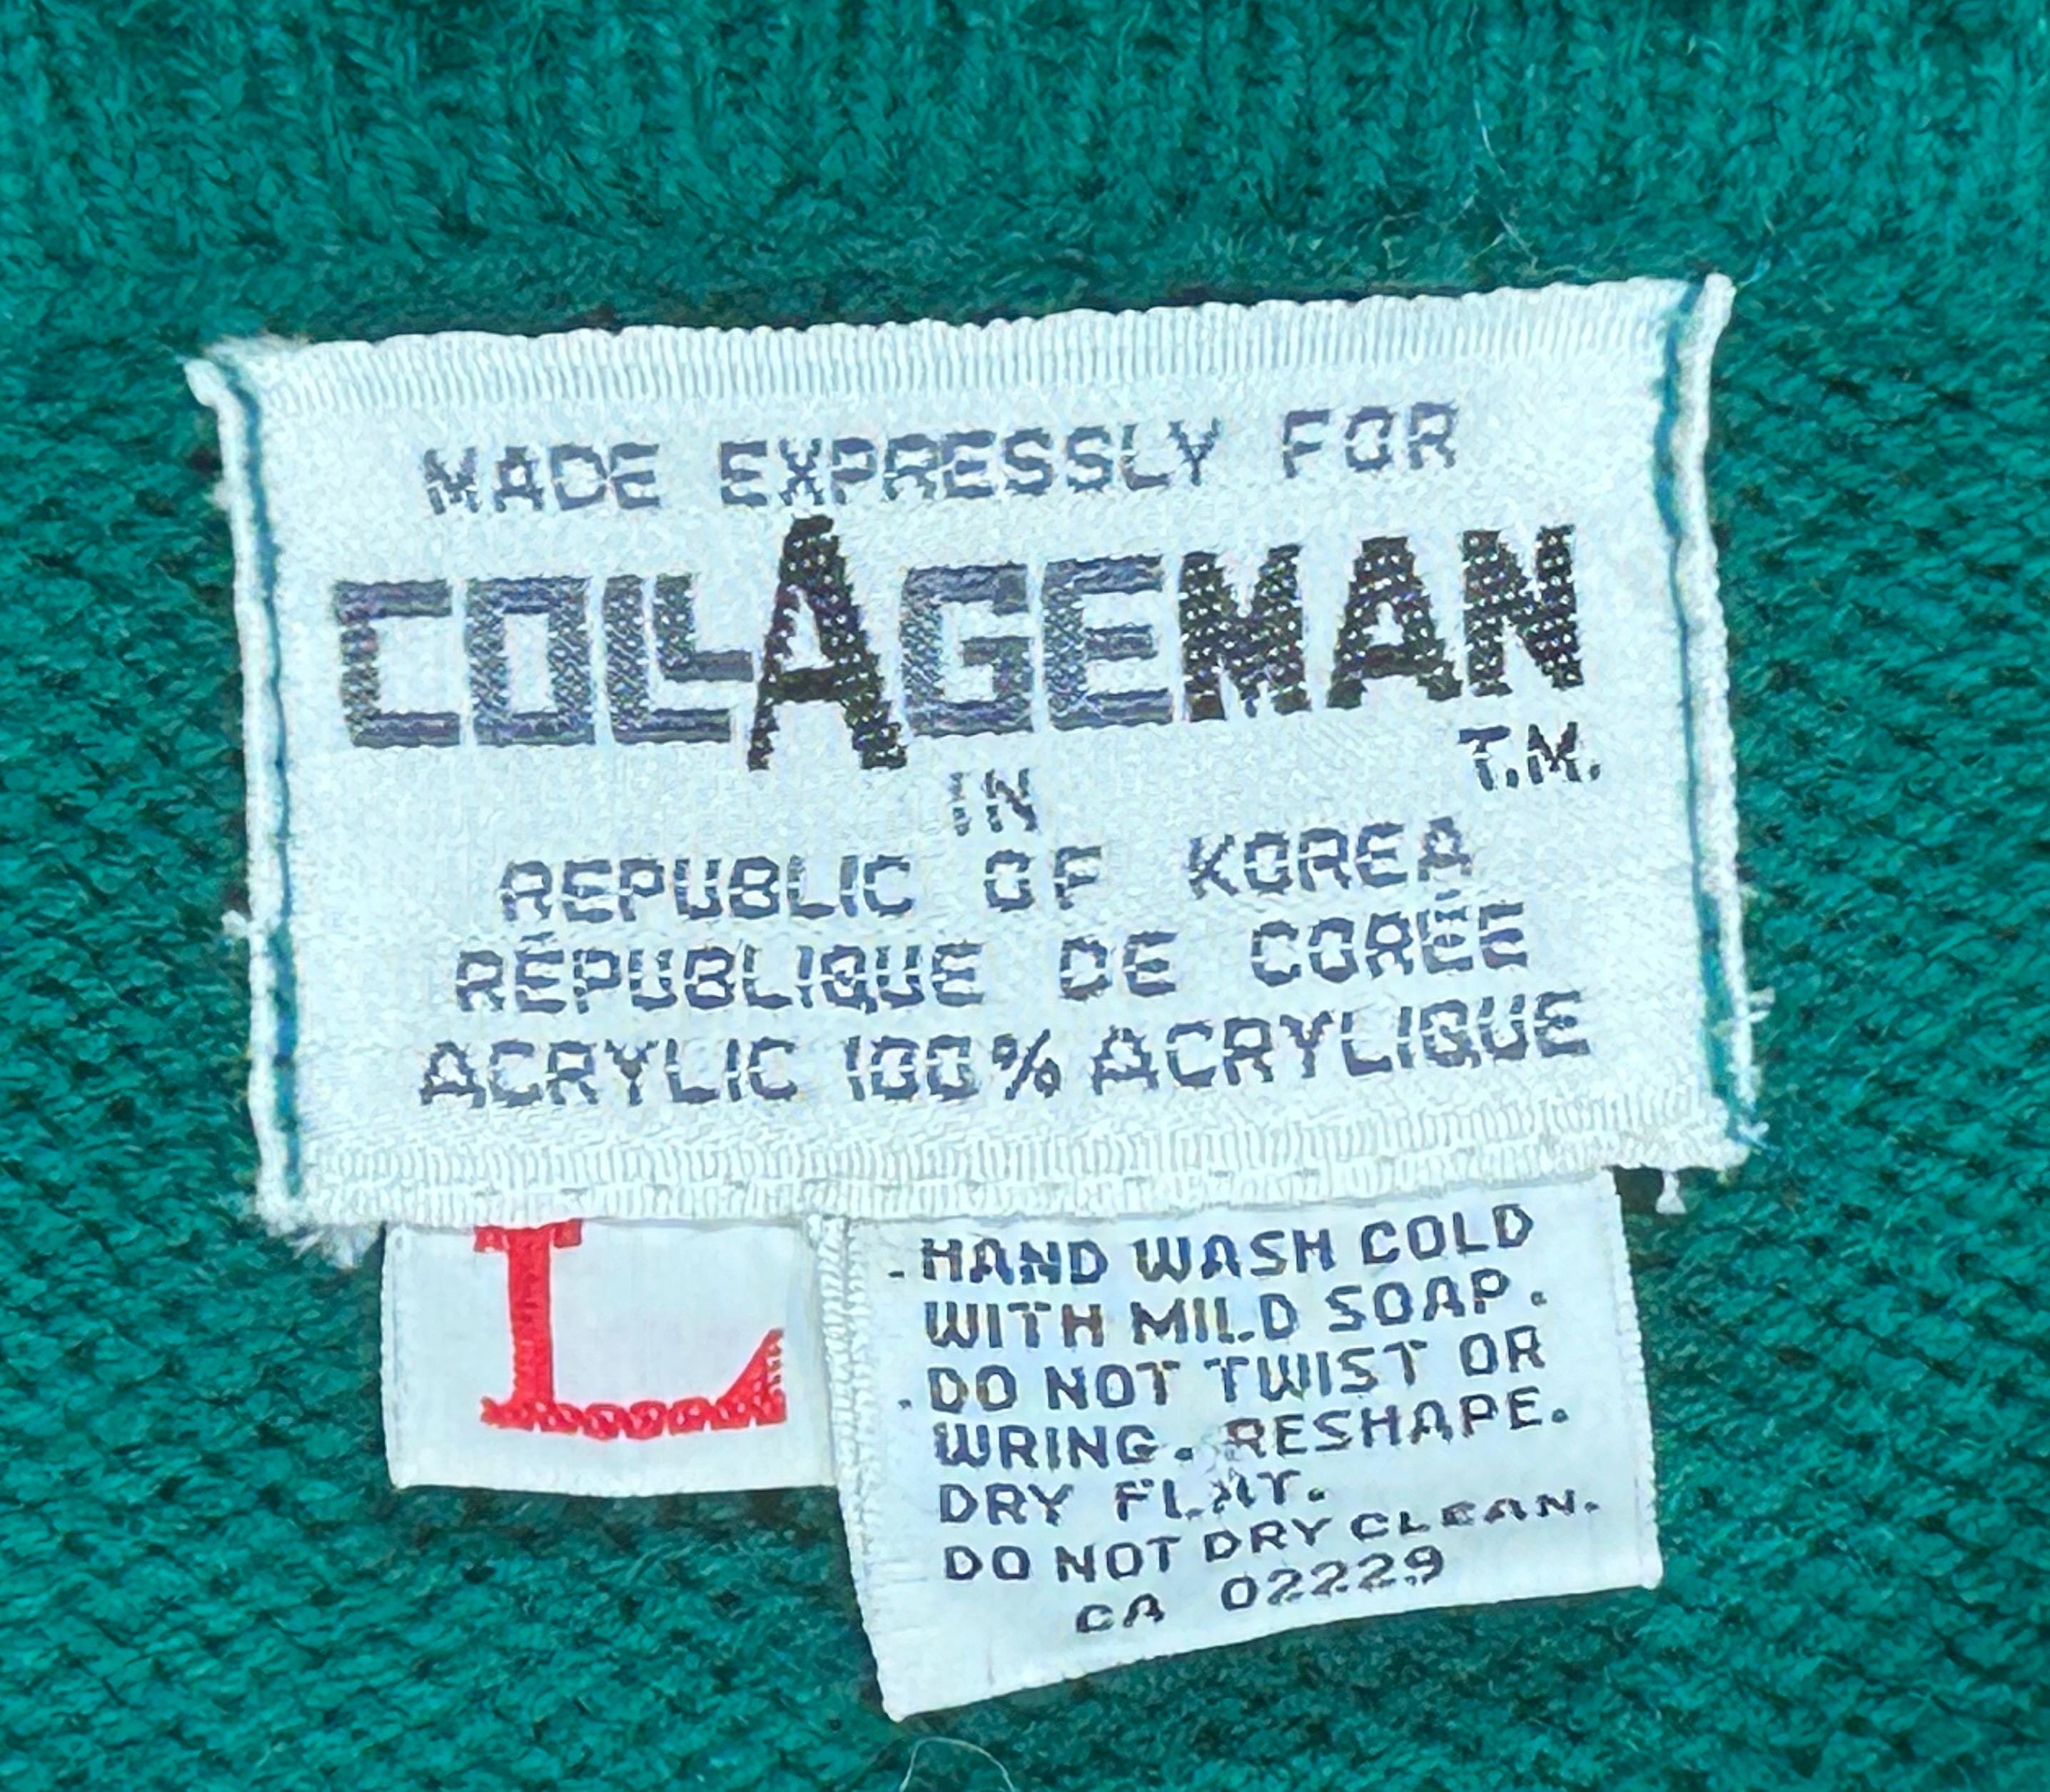 MADE EXPRESSLY FOR
COLLAGEMAN
T.M.
IN
REPUBLIC OF KOREA
RÉPUBLIQUE DE CORÉE
ACRYLIC 100% ACRYLIQUE
L
.HAND WASH COLD
WITH MILD SOAP.
.DO NOT TWIST OR
WRING. RESHAPE.
DRY FLAT.
DO NOT DRY CLEAN.
CA 02229